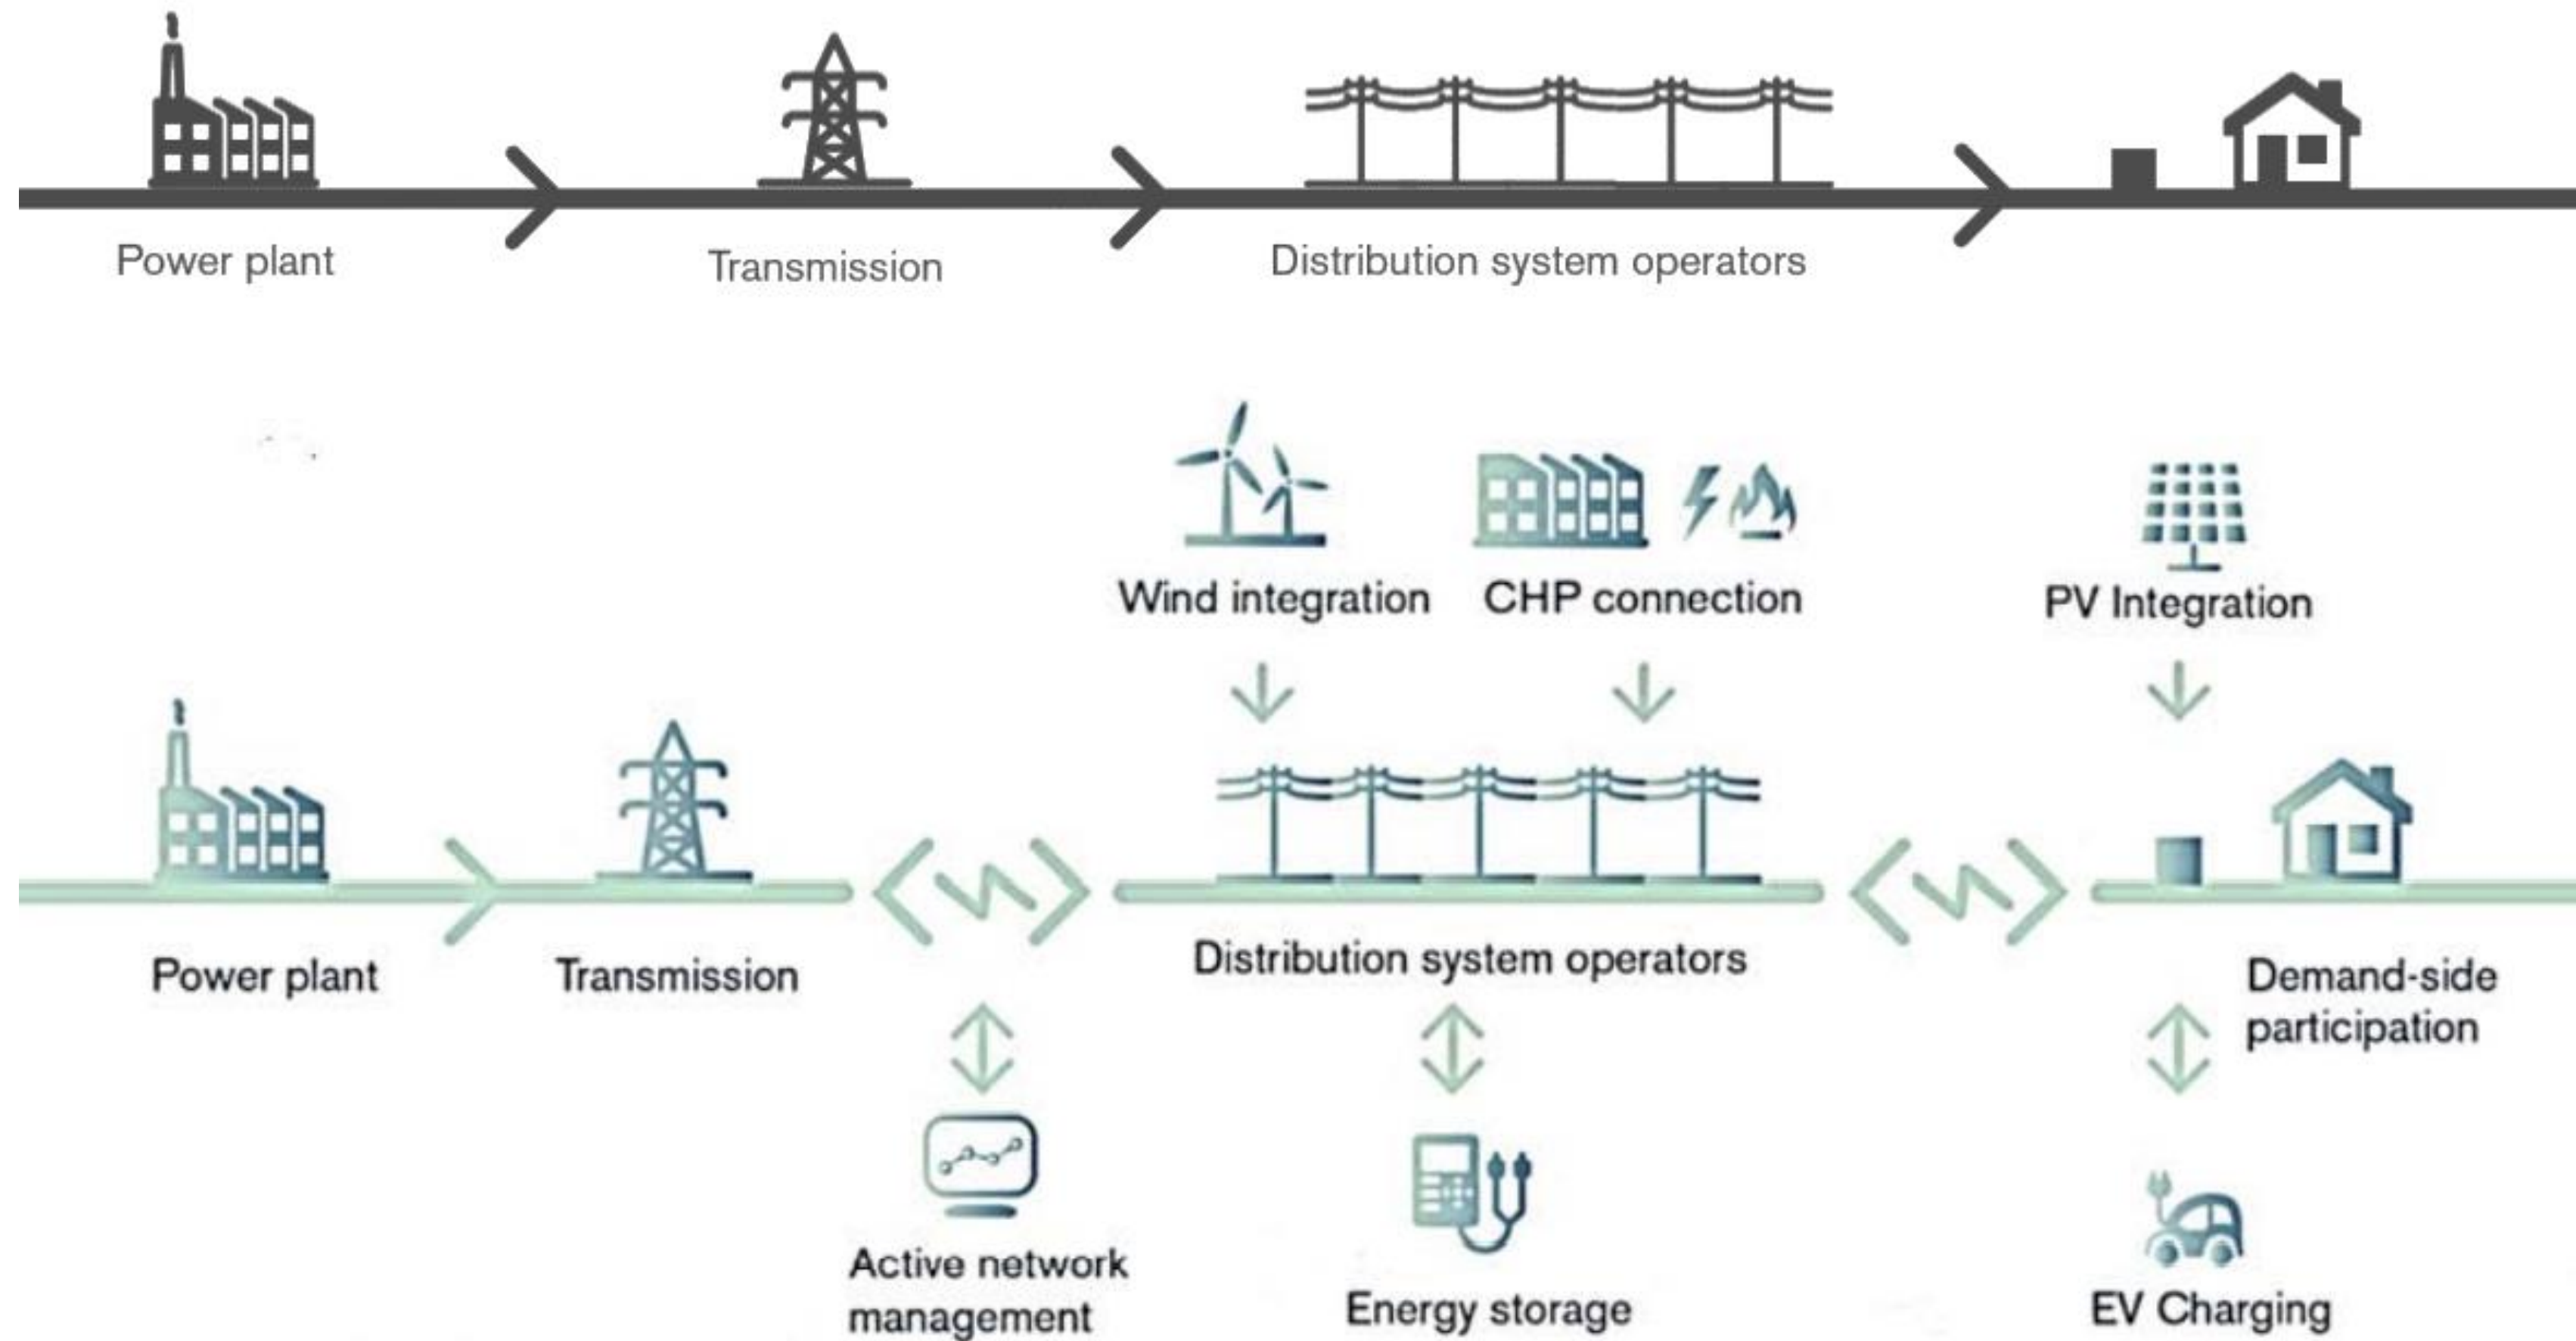 Power plant
Transmission
Distribution system operators
Wind integration
CHP connection
PV Integration
Power plant
Transmission
Distribution system operators
Demand-side
participation
Active network
management
Energy storage
EV Charging